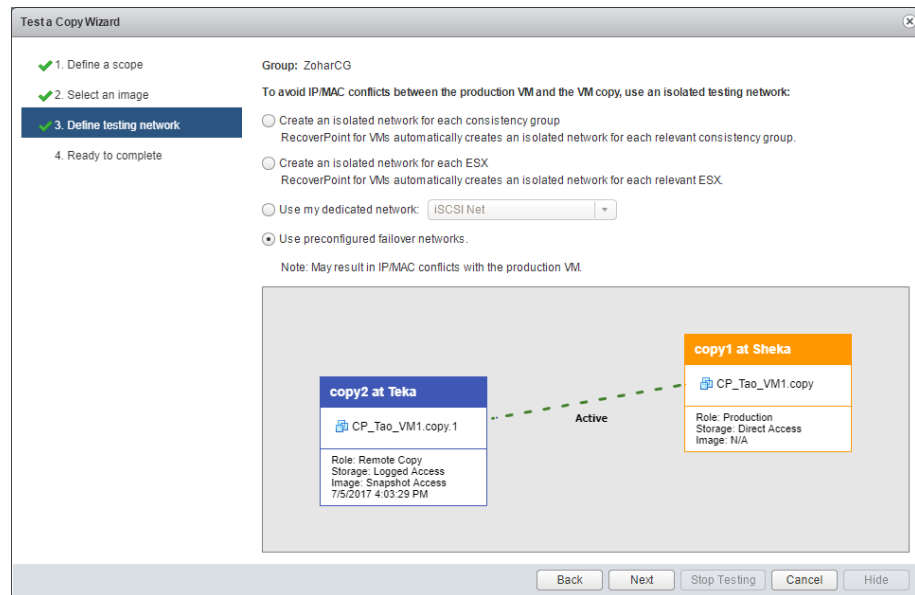 Test a Copy Wizard
1. Define a scope
2. Select an image
3. Define testing network
4. Ready to complete
Group: ZoharCG
To avoid IP/MAC conflicts between the production VM and the VM copy, use an isolated testing network:
Create an isolated network for each consistency group
RecoverPoint for VMs automatically creates an isolated network for each relevant consistency group.
Create an isolated network for each ESX
RecoverPoint for VMs automatically creates an isolated network for each relevant ESX.
Use my dedicated network: iSCSI Net
Use preconfigured failover networks.
Note: May result in IP/MAC conflicts with the production VM.
copy1 at Sheka
CP_Tao_VM1.copy
Role: Production
Storage: Direct Access
Image: N/A
Active
copy2 at Teka
CP_Tao_VM1.copy.1
Role: Remote Copy
Storage: Logged Access
Image: Snapshot Access
7/5/2017 4:03:29 PM
Back Next Stop Testing Cancel Hide